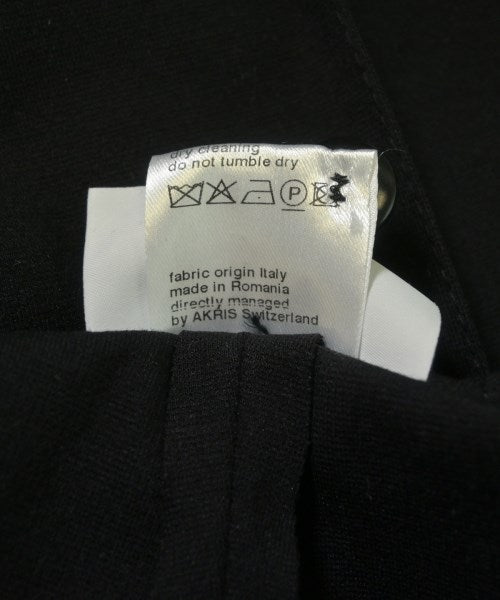 dry cleaning
do not tumble dry
P
fabric origin Italy
made in Romania
directly managed
by AKRIS Switzerland